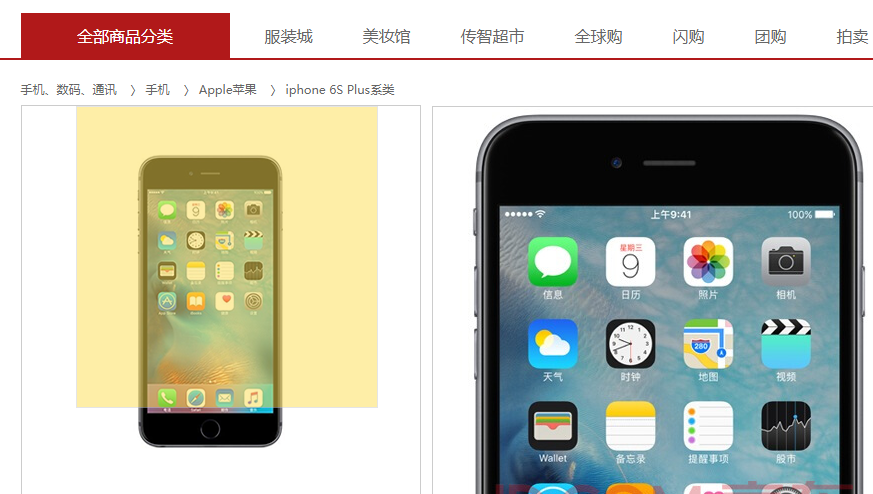 全部商品分类 服装城 美妆馆 传智超市 全球购 闪购 团购 拍卖
手机、数码、通讯 〉 手机 〉 Apple苹果 〉 iphone 6S Plus系类
上午9:41 100%
星期三
9
信息 日历 照片 相机
280
天气 时钟 地图 视频
Wallet 备忘录 提醒事项 股市